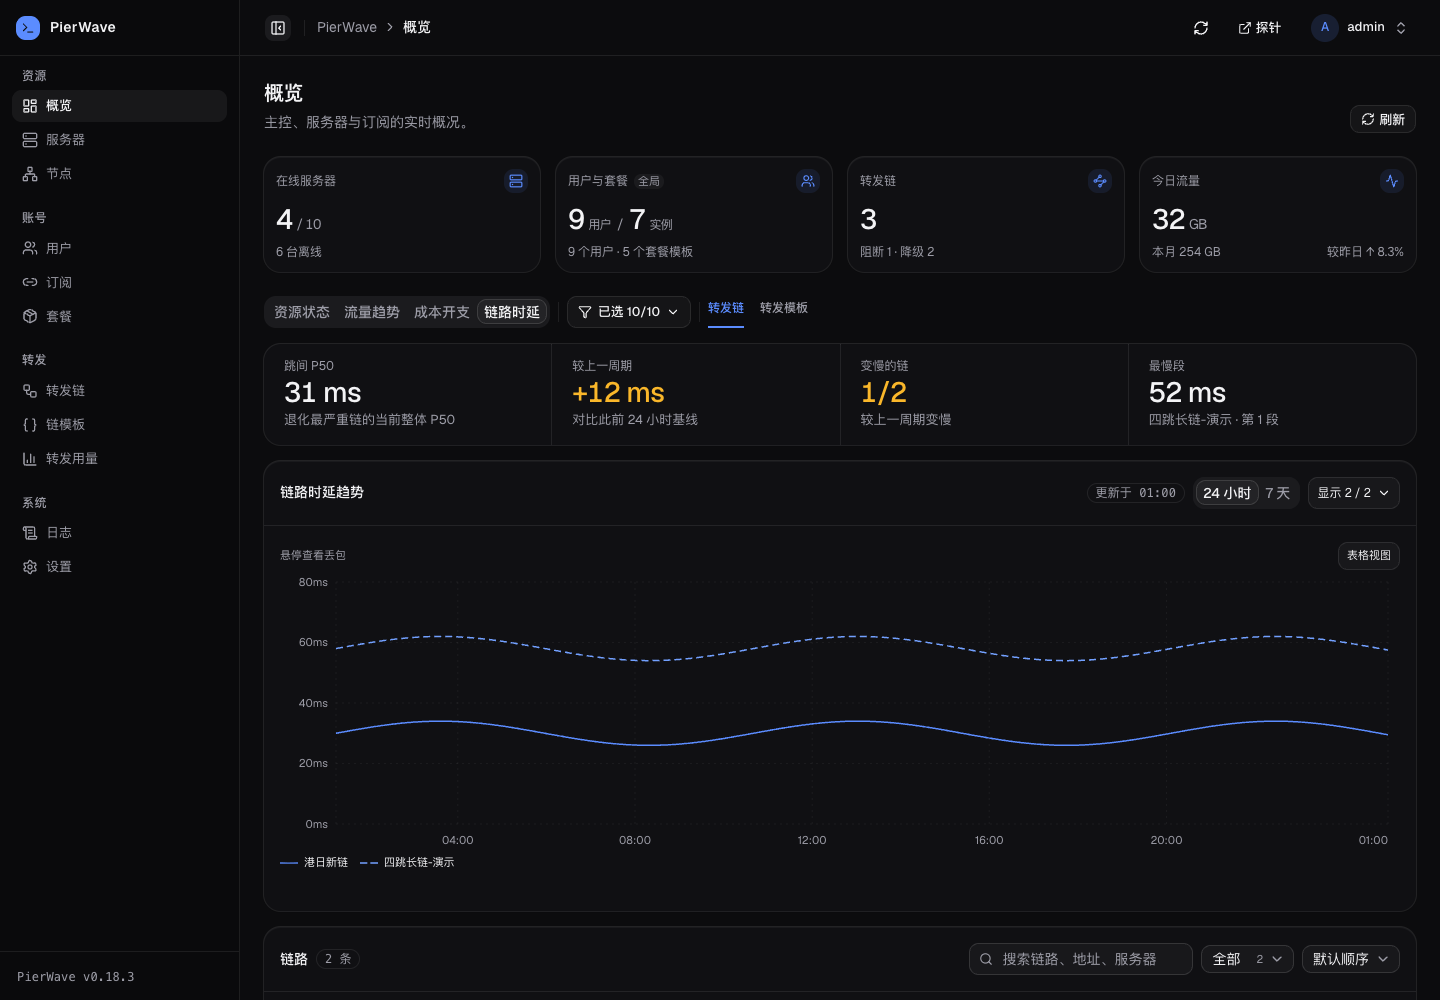 PierWave
PierWave > 概览
探针
A admin
资源
概览
服务器
节点
账号
用户
订阅
套餐
转发
转发链
链模板
转发用量
系统
日志
设置
PierWave v0.18.3
概览
主控、服务器与订阅的实时概况。
刷新
在线服务器
4 / 10
6 台离线
用户与套餐 全局
9 用户 / 7 实例
9 个用户 · 5 个套餐模板
转发链
3
阻断 1 · 降级 2
今日流量
32 GB
本月 254 GB 较昨日 ↑ 8.3%
资源状态 流量趋势 成本开支 链路时延 已选 10/10 转发链 转发模板
跳间 P50
31 ms
退化最严重链的当前整体 P50
较上一周期
+12 ms
对比此前 24 小时基线
变慢的链
1/2
较上一周期变慢
最慢段
52 ms
四跳长链-演示 · 第 1 段
链路时延趋势
更新于 01:00 24 小时 7 天 显示 2 / 2
悬停查看丢包
表格视图
80ms
60ms
40ms
20ms
0ms
04:00 08:00 12:00 16:00 20:00 01:00
港日新链 四跳长链-演示
链路 2 条
搜索链路、地址、服务器
全部 2
默认顺序